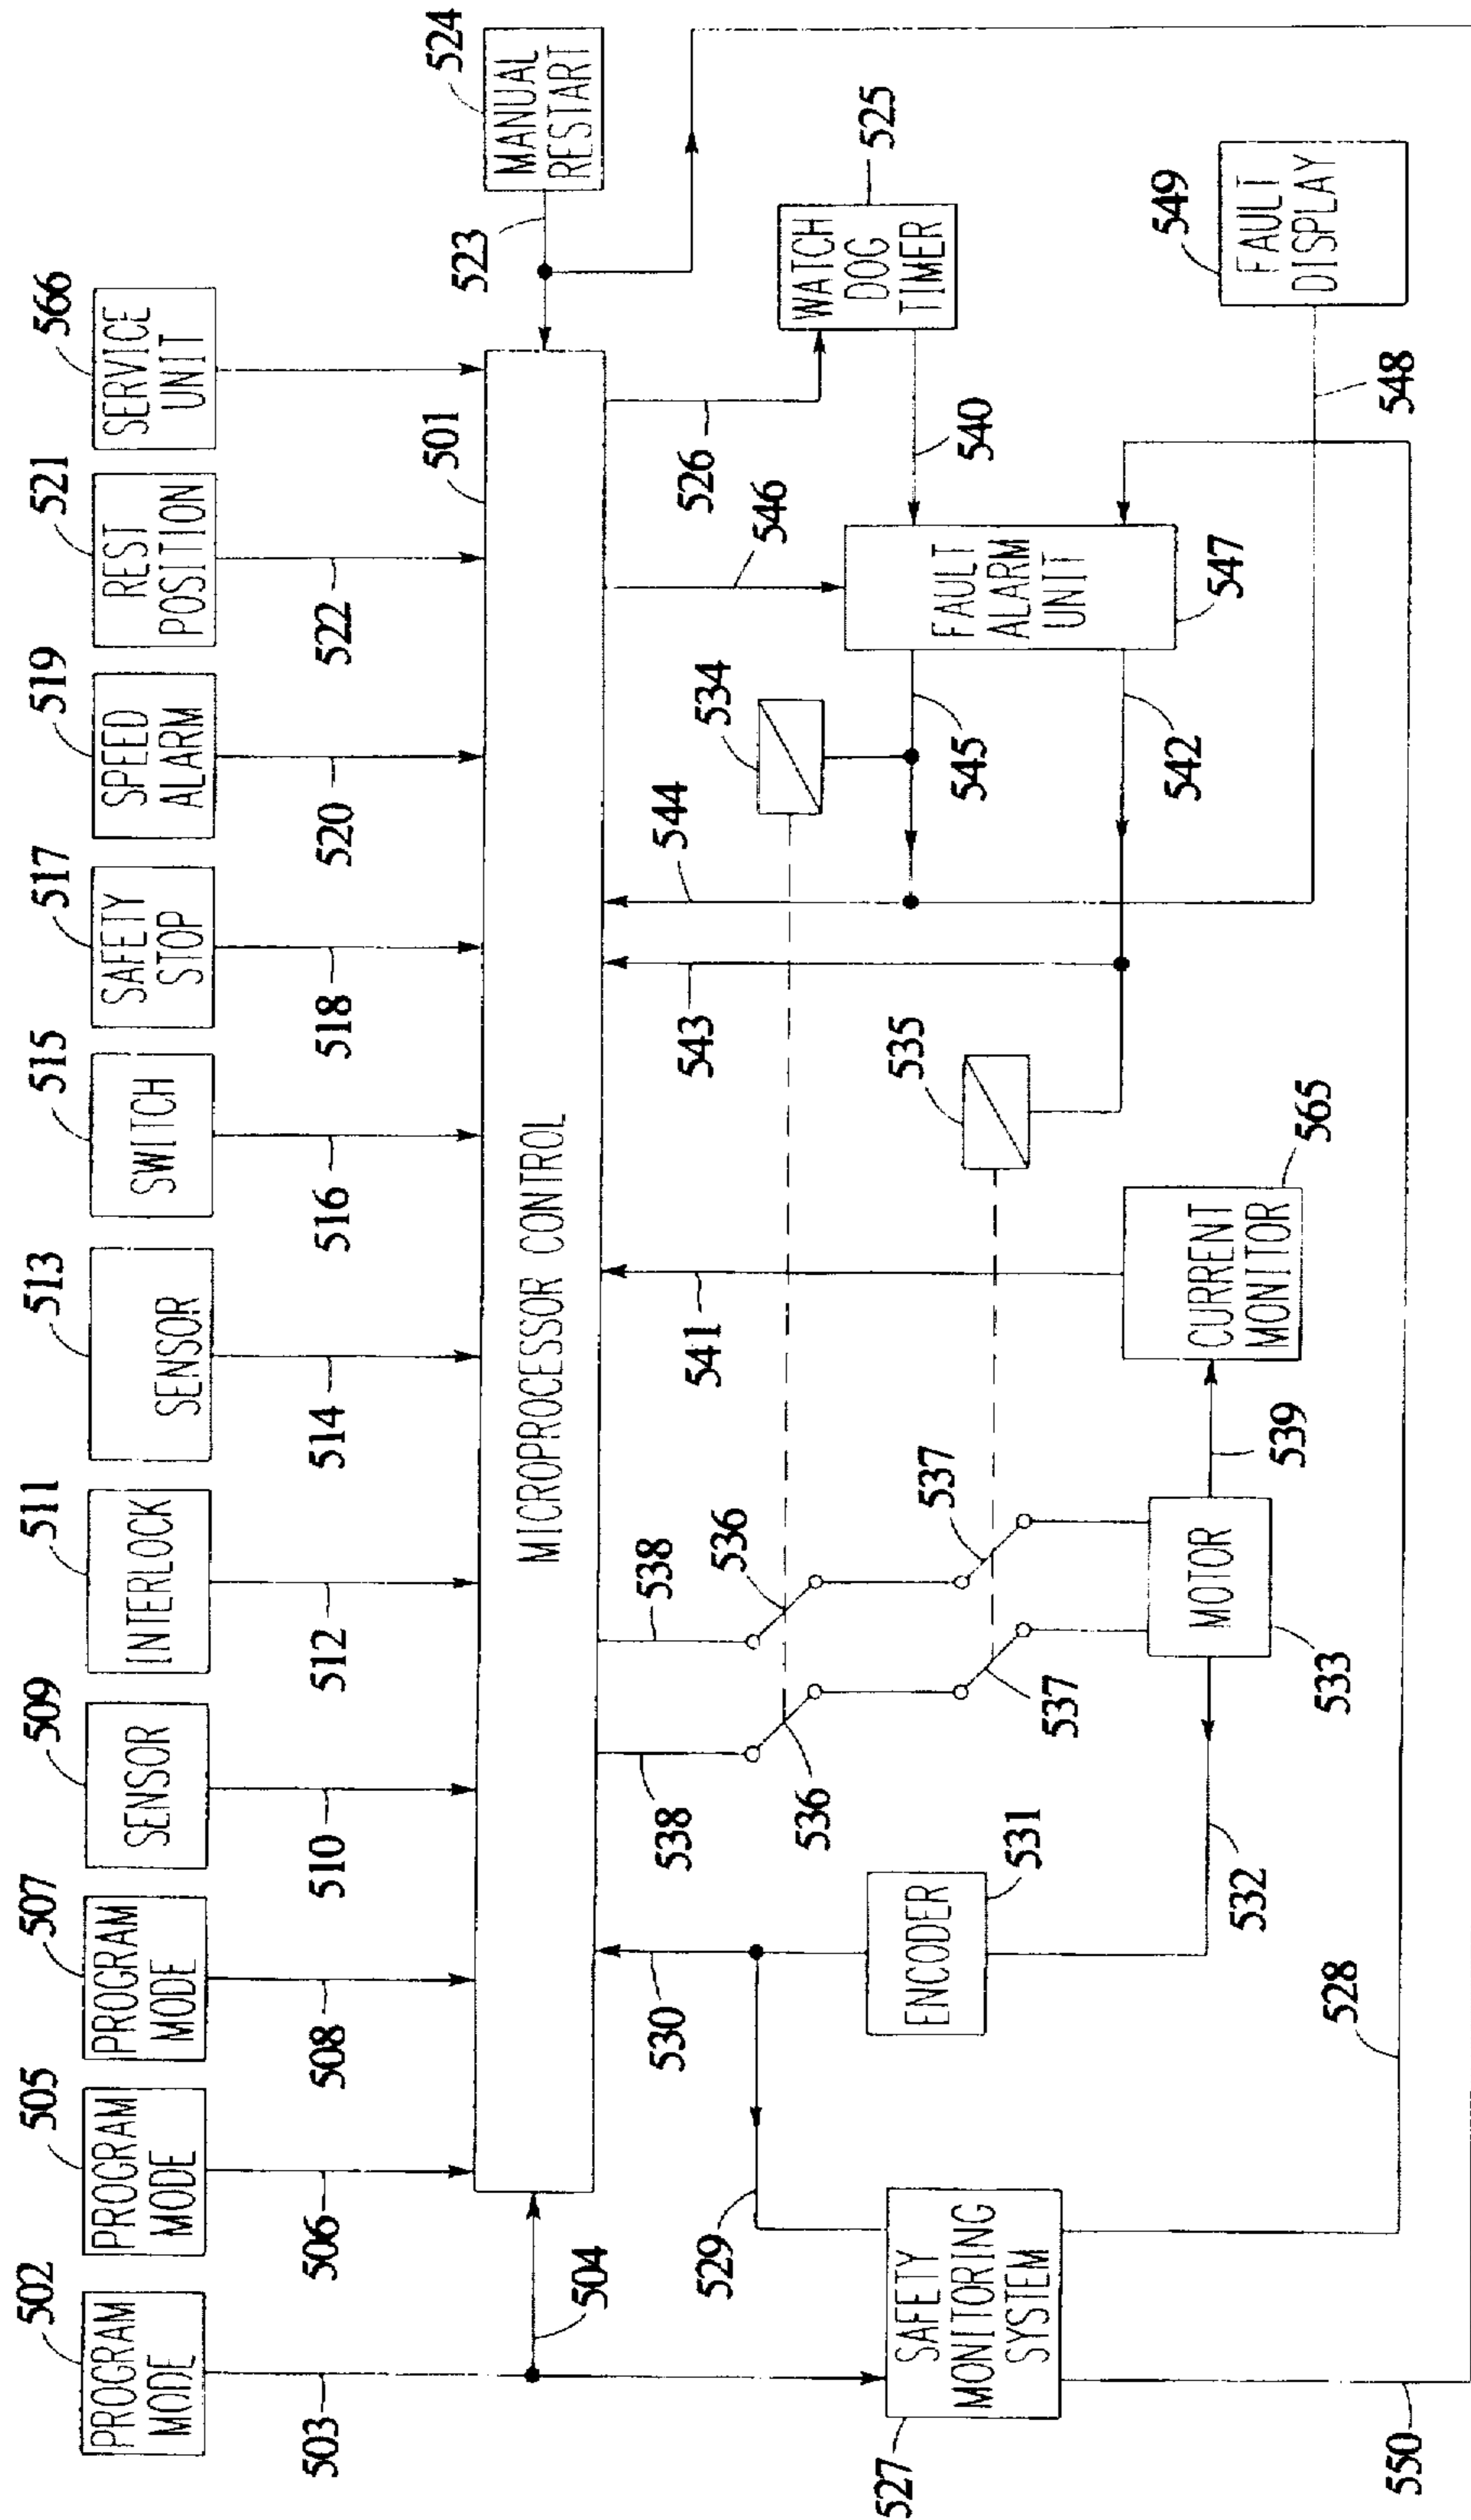 502
505
507
509
511
513
515
517
519
521
566
PROGRAM
MODE
PROGRAM
MODE
PROGRAM
MODE
SENSOR
INTERLOCK
SENSOR
SWITCH
SAFETY
STOP
SPEED
ALARM
REST
POSITION
SERVICE
UNIT
503
506
508
510
512
514
516
518
520
522
501
523
524
MANUAL
RESTART
504
MICROPROCESSOR CONTROL
529
530
538
538
541
543
544
546
526
536
536
534
WATCH
DOG
TIMER
525
527
SAFETY
MONITORING
SYSTEM
ENCODER
531
537
537
535
545
FAULT
ALARM
UNIT
540
532
MOTOR
533
539
CURRENT
MONITOR
565
542
547
549
FAULT
DISPLAY
548
550
528